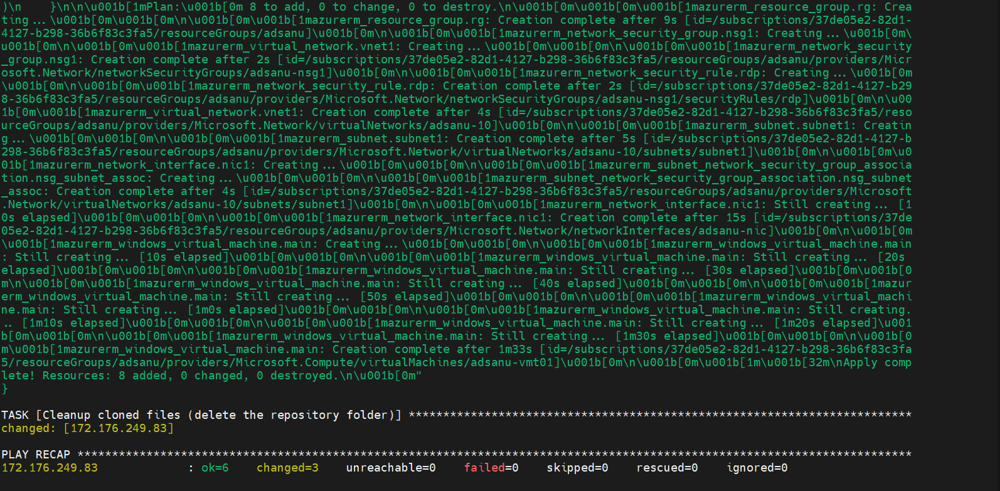 )\n    }\n\n\u001b[1mPlan:\u001b[0m 8 to add, 0 to change, 0 to destroy.\n\u001b[0m\u001b[0m\u001b[1mazurerm_resource_group.rg: Crea
ting...\u001b[0m\u001b[0m\n\u001b[0m\u001b[1mazurerm_resource_group.rg: Creation complete after 9s [id=/subscriptions/37de05e2-82d1-
4127-b298-36b6f83c3fa5/resourceGroups/adsanu]\u001b[0m\n\u001b[0m\u001b[1mazurerm_network_security_group.nsg1: Creating...\u001b[0m\
u001b[0m\n\u001b[0m\u001b[1mazurerm_virtual_network.vnet1: Creating...\u001b[0m\u001b[0m\n\u001b[0m\u001b[1mazurerm_network_security
_group.nsg1: Creation complete after 2s [id=/subscriptions/37de05e2-82d1-4127-b298-36b6f83c3fa5/resourceGroups/adsanu/providers/Micr
osoft.Network/networkSecurityGroups/adsanu-nsg1]\u001b[0m\n\u001b[0m\u001b[1mazurerm_network_security_rule.rdp: Creating...\u001b[0m
\u001b[0m\n\u001b[0m\u001b[1mazurerm_network_security_rule.rdp: Creation complete after 2s [id=/subscriptions/37de05e2-82d1-4127-b29
8-36b6f83c3fa5/resourceGroups/adsanu/providers/Microsoft.Network/networkSecurityGroups/adsanu-nsg1/securityRules/rdp]\u001b[0m\n\u00
1b[0m\u001b[1mazurerm_virtual_network.vnet1: Creation complete after 4s [id=/subscriptions/37de05e2-82d1-4127-b298-36b6f83c3fa5/reso
urceGroups/adsanu/providers/Microsoft.Network/virtualNetworks/adsanu-10]\u001b[0m\n\u001b[0m\u001b[1mazurerm_subnet.subnet1: Creatin
g...\u001b[0m\u001b[0m\n\u001b[0m\u001b[1mazurerm_subnet.subnet1: Creation complete after 5s [id=/subscriptions/37de05e2-82d1-4127-b
298-36b6f83c3fa5/resourceGroups/adsanu/providers/Microsoft.Network/virtualNetworks/adsanu-10/subnets/subnet1]\u001b[0m\n\u001b[0m\u0
01b[1mazurerm_network_interface.nic1: Creating...\u001b[0m\u001b[0m\n\u001b[0m\u001b[1mazurerm_subnet_network_security_group_associa
tion.nsg_subnet_assoc: Creating...\u001b[0m\u001b[0m\n\u001b[0m\u001b[1mazurerm_subnet_network_security_group_association.nsg_subnet
_assoc: Creation complete after 4s [id=/subscriptions/37de05e2-82d1-4127-b298-36b6f83c3fa5/resourceGroups/adsanu/providers/Microsoft
.Network/virtualNetworks/adsanu-10/subnets/subnet1]\u001b[0m\n\u001b[0m\u001b[1mazurerm_network_interface.nic1: Still creating... [1
0s elapsed]\u001b[0m\u001b[0m\n\u001b[0m\u001b[1mazurerm_network_interface.nic1: Creation complete after 15s [id=/subscriptions/37de
05e2-82d1-4127-b298-36b6f83c3fa5/resourceGroups/adsanu/providers/Microsoft.Network/networkInterfaces/adsanu-nic]\u001b[0m\n\u001b[0m
\u001b[1mazurerm_windows_virtual_machine.main: Creating...\u001b[0m\u001b[0m\n\u001b[0m\u001b[1mazurerm_windows_virtual_machine.main
: Still creating... [10s elapsed]\u001b[0m\u001b[0m\n\u001b[0m\u001b[1mazurerm_windows_virtual_machine.main: Still creating... [20s
elapsed]\u001b[0m\u001b[0m\n\u001b[0m\u001b[1mazurerm_windows_virtual_machine.main: Still creating... [30s elapsed]\u001b[0m\u001b[0
m\n\u001b[0m\u001b[1mazurerm_windows_virtual_machine.main: Still creating... [40s elapsed]\u001b[0m\u001b[0m\n\u001b[0m\u001b[1mazur
erm_windows_virtual_machine.main: Still creating... [50s elapsed]\u001b[0m\u001b[0m\n\u001b[0m\u001b[1mazurerm_windows_virtual_machi
ne.main: Still creating... [1m0s elapsed]\u001b[0m\u001b[0m\n\u001b[0m\u001b[1mazurerm_windows_virtual_machine.main: Still creating.
.. [1m10s elapsed]\u001b[0m\u001b[0m\n\u001b[0m\u001b[1mazurerm_windows_virtual_machine.main: Still creating... [1m20s elapsed]\u001
b[0m\u001b[0m\n\u001b[0m\u001b[1mazurerm_windows_virtual_machine.main: Still creating... [1m30s elapsed]\u001b[0m\u001b[0m\n\u001b[0
m\u001b[1mazurerm_windows_virtual_machine.main: Creation complete after 1m33s [id=/subscriptions/37de05e2-82d1-4127-b298-36b6f83c3fa
5/resourceGroups/adsanu/providers/Microsoft.Compute/virtualMachines/adsanu-vmt01]\u001b[0m\n\u001b[0m\u001b[1m\u001b[32m\nApply comp
lete! Resources: 8 added, 0 changed, 0 destroyed.\n\u001b[0m"
}
TASK [Cleanup cloned files (delete the repository folder)] *************************************************************************
changed: [172.176.249.83]
PLAY RECAP *************************************************************************************************************************
172.176.249.83             : ok=6    changed=3    unreachable=0    failed=0    skipped=0    rescued=0    ignored=0